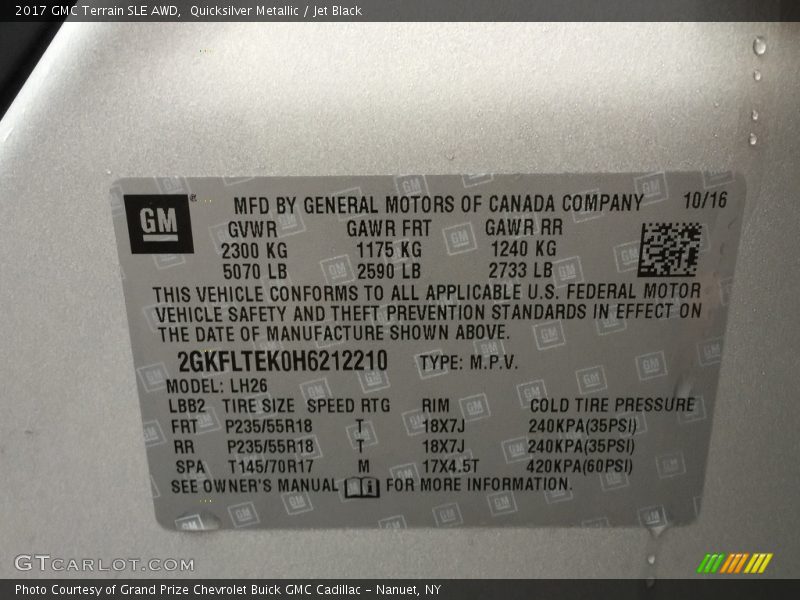 2017 GMC Terrain SLE AWD, Quicksilver Metallic / Jet Black
GM MFD BY GENERAL MOTORS OF CANADA COMPANY 10/16
GVWR GAWR FRT GAWR RR
2300 KG 1175 KG 1240 KG
5070 LB 2590 LB 2733 LB
THIS VEHICLE CONFORMS TO ALL APPLICABLE U.S. FEDERAL MOTOR
VEHICLE SAFETY AND THEFT PREVENTION STANDARDS IN EFFECT ON
THE DATE OF MANUFACTURE SHOWN ABOVE.
2GKFLTEK0H6212210 TYPE: M.P.V.
MODEL: LH26
LBB2 TIRE SIZE SPEED RTG RIM COLD TIRE PRESSURE
FRT P235/55R18 T 18X7J 240KPA(35PSI)
RR P235/55R18 T 18X7J 240KPA(35PSI)
SPA T145/70R17 M 17X4.5T 420KPA(60PSI)
SEE OWNER'S MANUAL FOR MORE INFORMATION.
GTCARLOT.COM
Photo Courtesy of Grand Prize Chevrolet Buick GMC Cadillac - Nanuet, NY